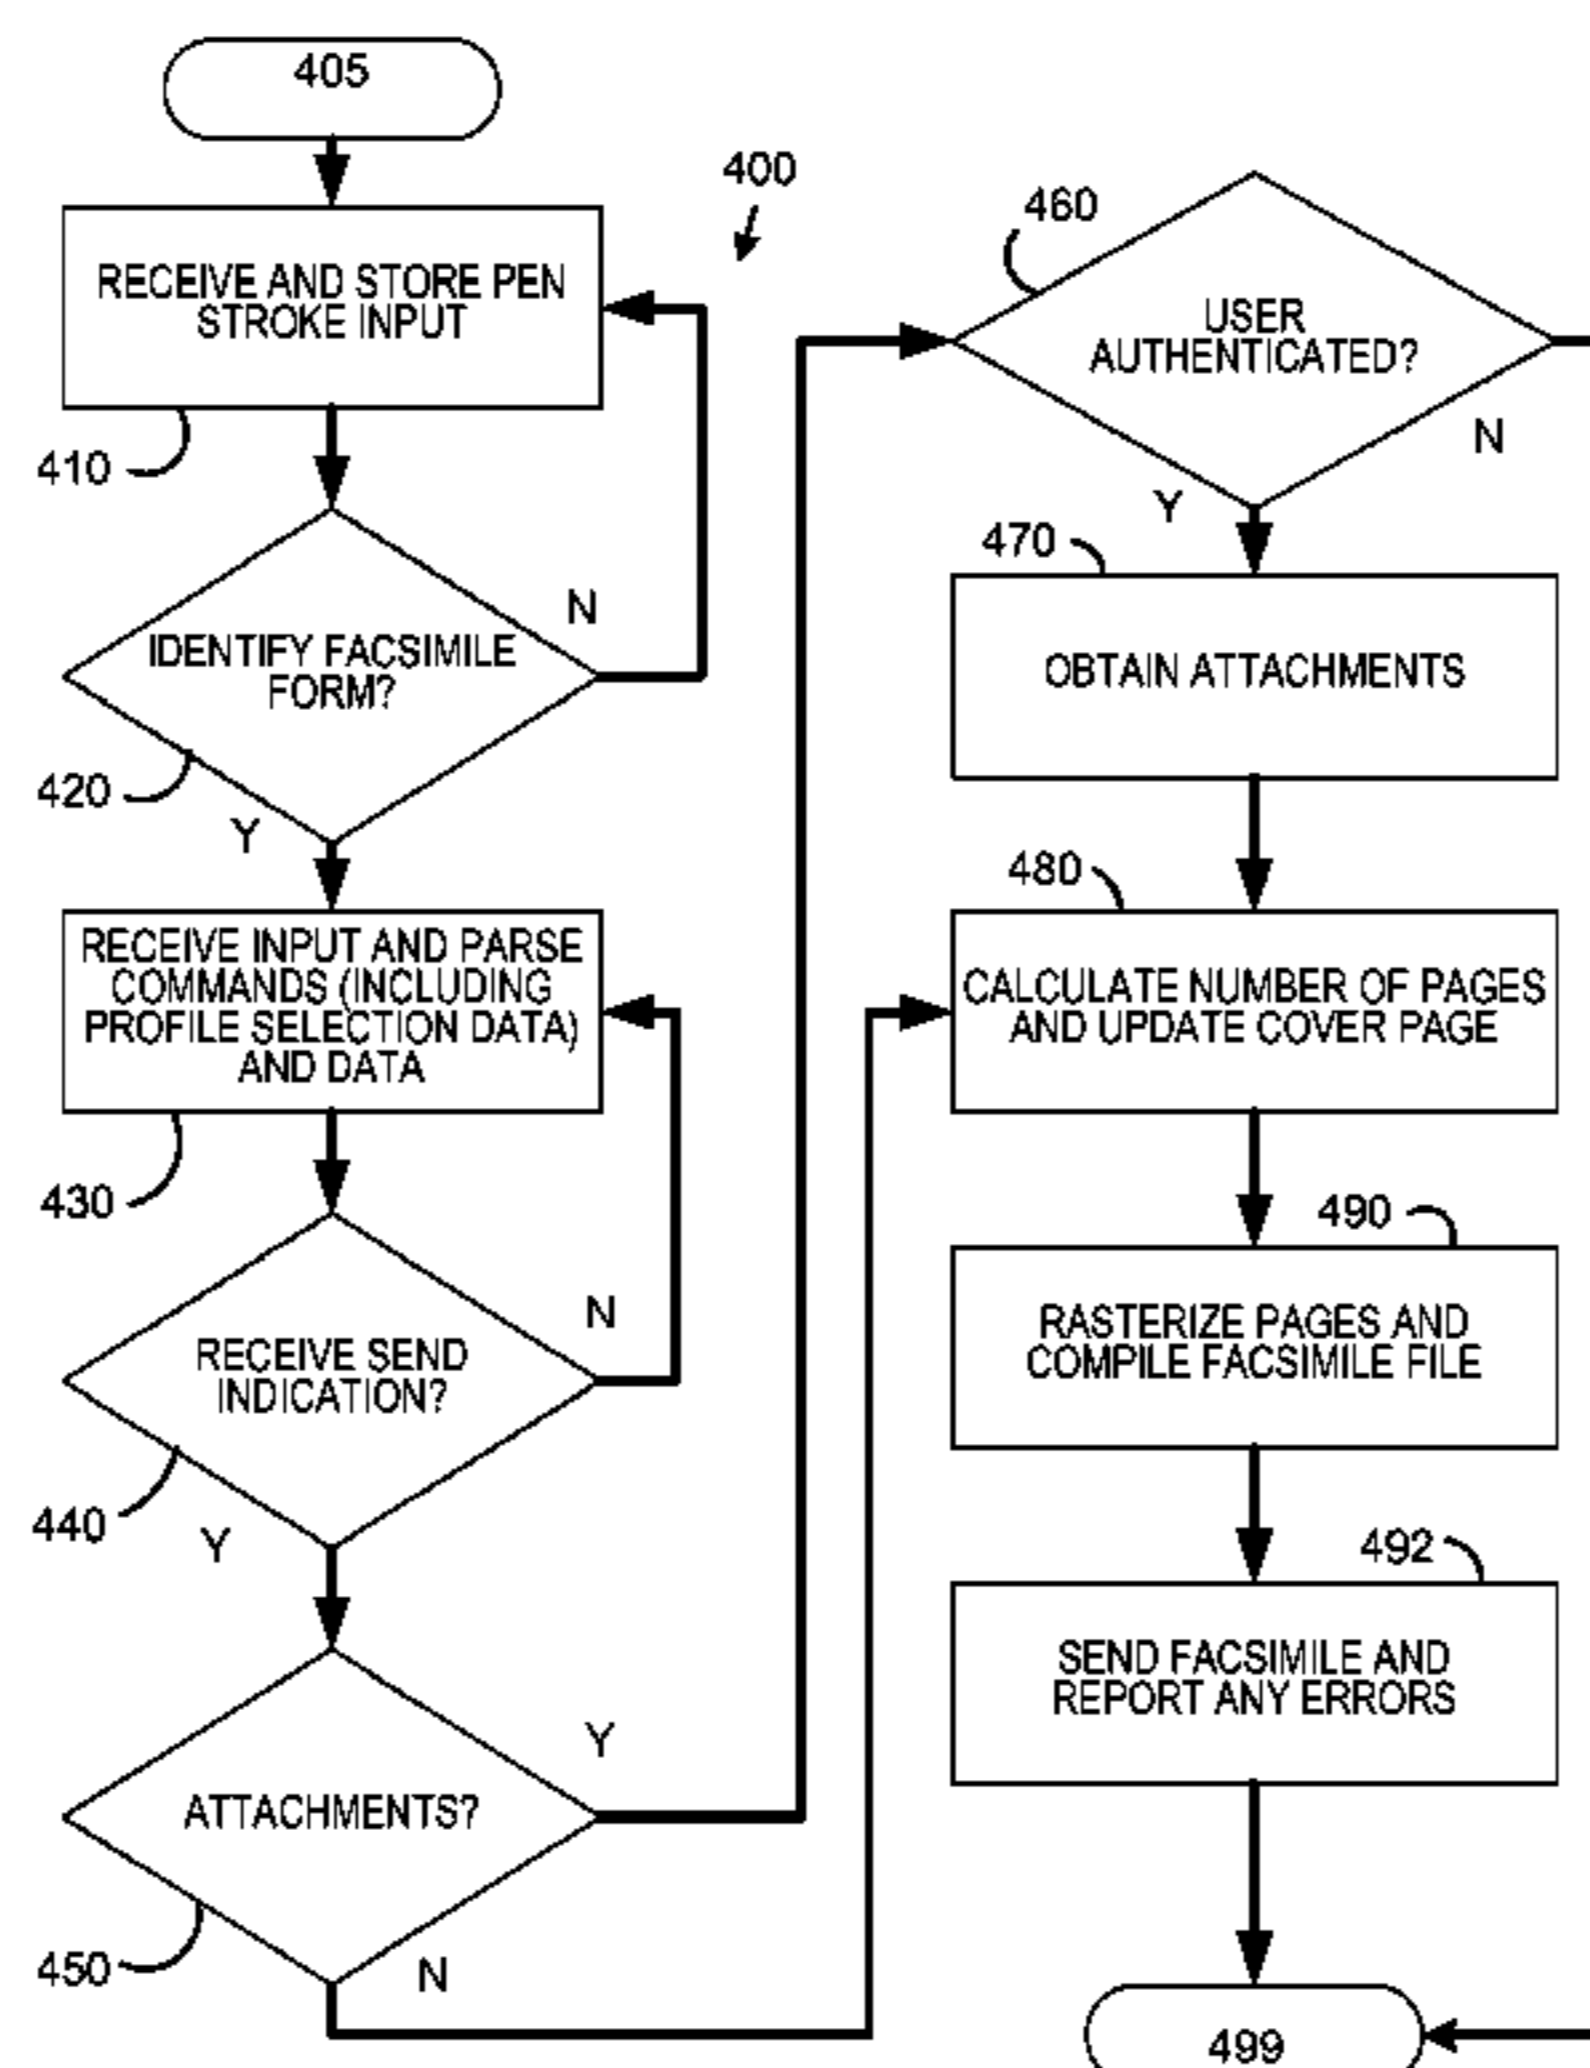 405
400
RECEIVE AND STORE PEN
STROKE INPUT
410
IDENTIFY FACSIMILE
FORM?
N
420
Y
RECEIVE INPUT AND PARSE
COMMANDS (INCLUDING
PROFILE SELECTION DATA)
AND DATA
430
RECEIVE SEND
INDICATION?
N
440
Y
ATTACHMENTS?
Y
450
N
460
USER
AUTHENTICATED?
N
Y
470
OBTAIN ATTACHMENTS
480
CALCULATE NUMBER OF PAGES
AND UPDATE COVER PAGE
490
RASTERIZE PAGES AND
COMPILE FACSIMILE FILE
492
SEND FACSIMILE AND
REPORT ANY ERRORS
499